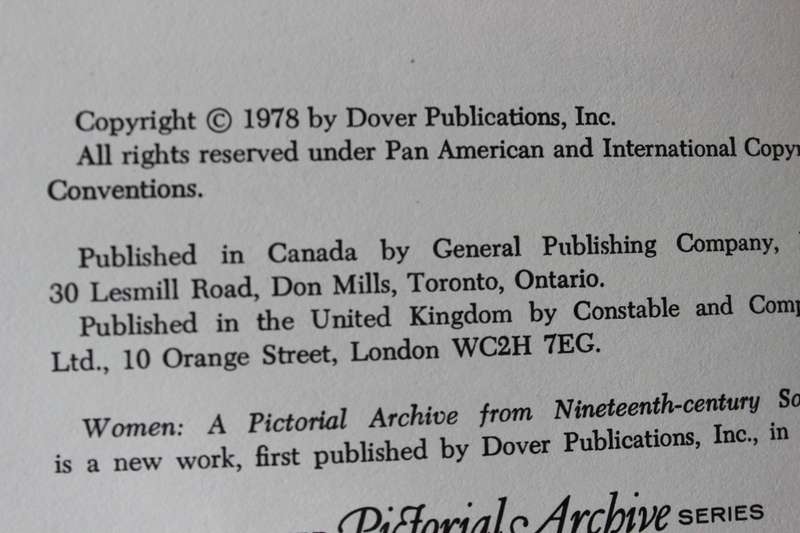 Copyright © 1978 by Dover Publications, Inc.
All rights reserved under Pan American and International
Conventions.
Published in Canada by General Publishing Company,
30 Lesmill Road, Don Mills, Toronto, Ontario.
Published in the United Kingdom by Constable and
Ltd., 10 Orange Street, London WC2H 7EG.
Women: A Pictorial Archive from Nineteenth-century
is a new work, first published by Dover Publications, Inc., in
Pictorial Archive SERIES